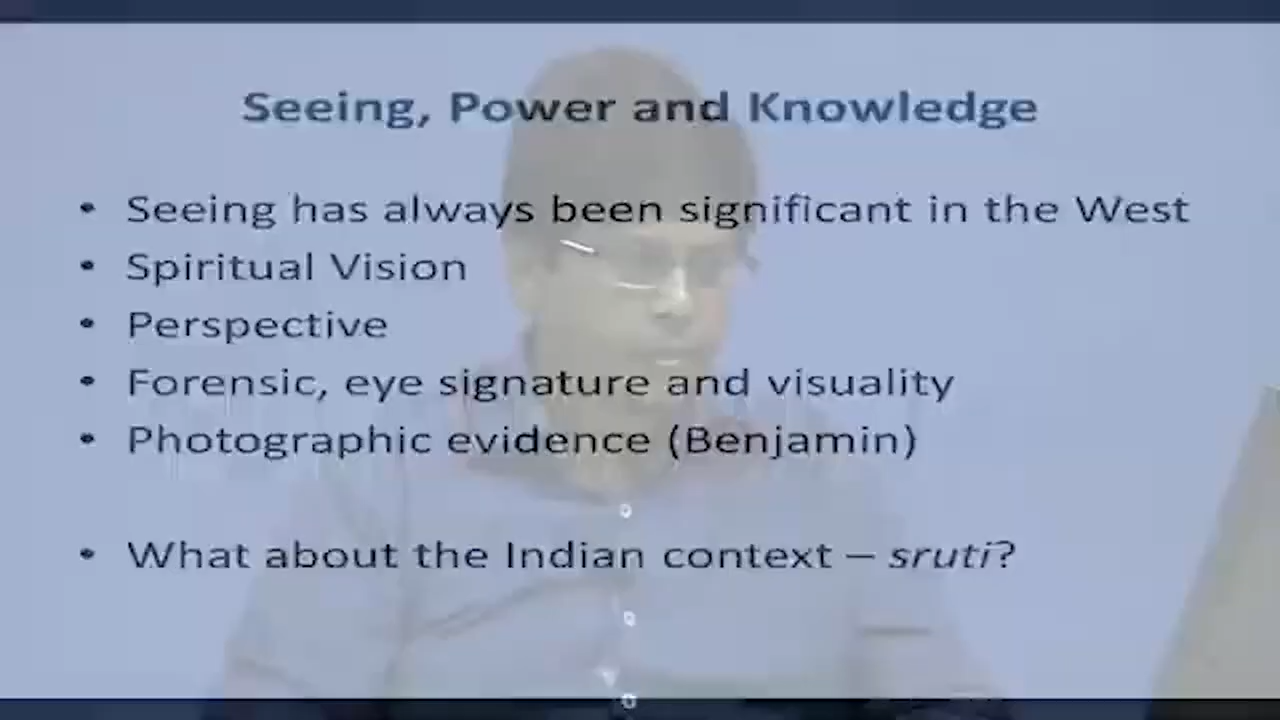 Seeing, Power and Knowledge
• Seeing has always been significant in the West
• Spiritual Vision
• Perspective
• Forensic, eye signature and visuality
• Photographic evidence (Benjamin)
• What about the Indian context – sruti?